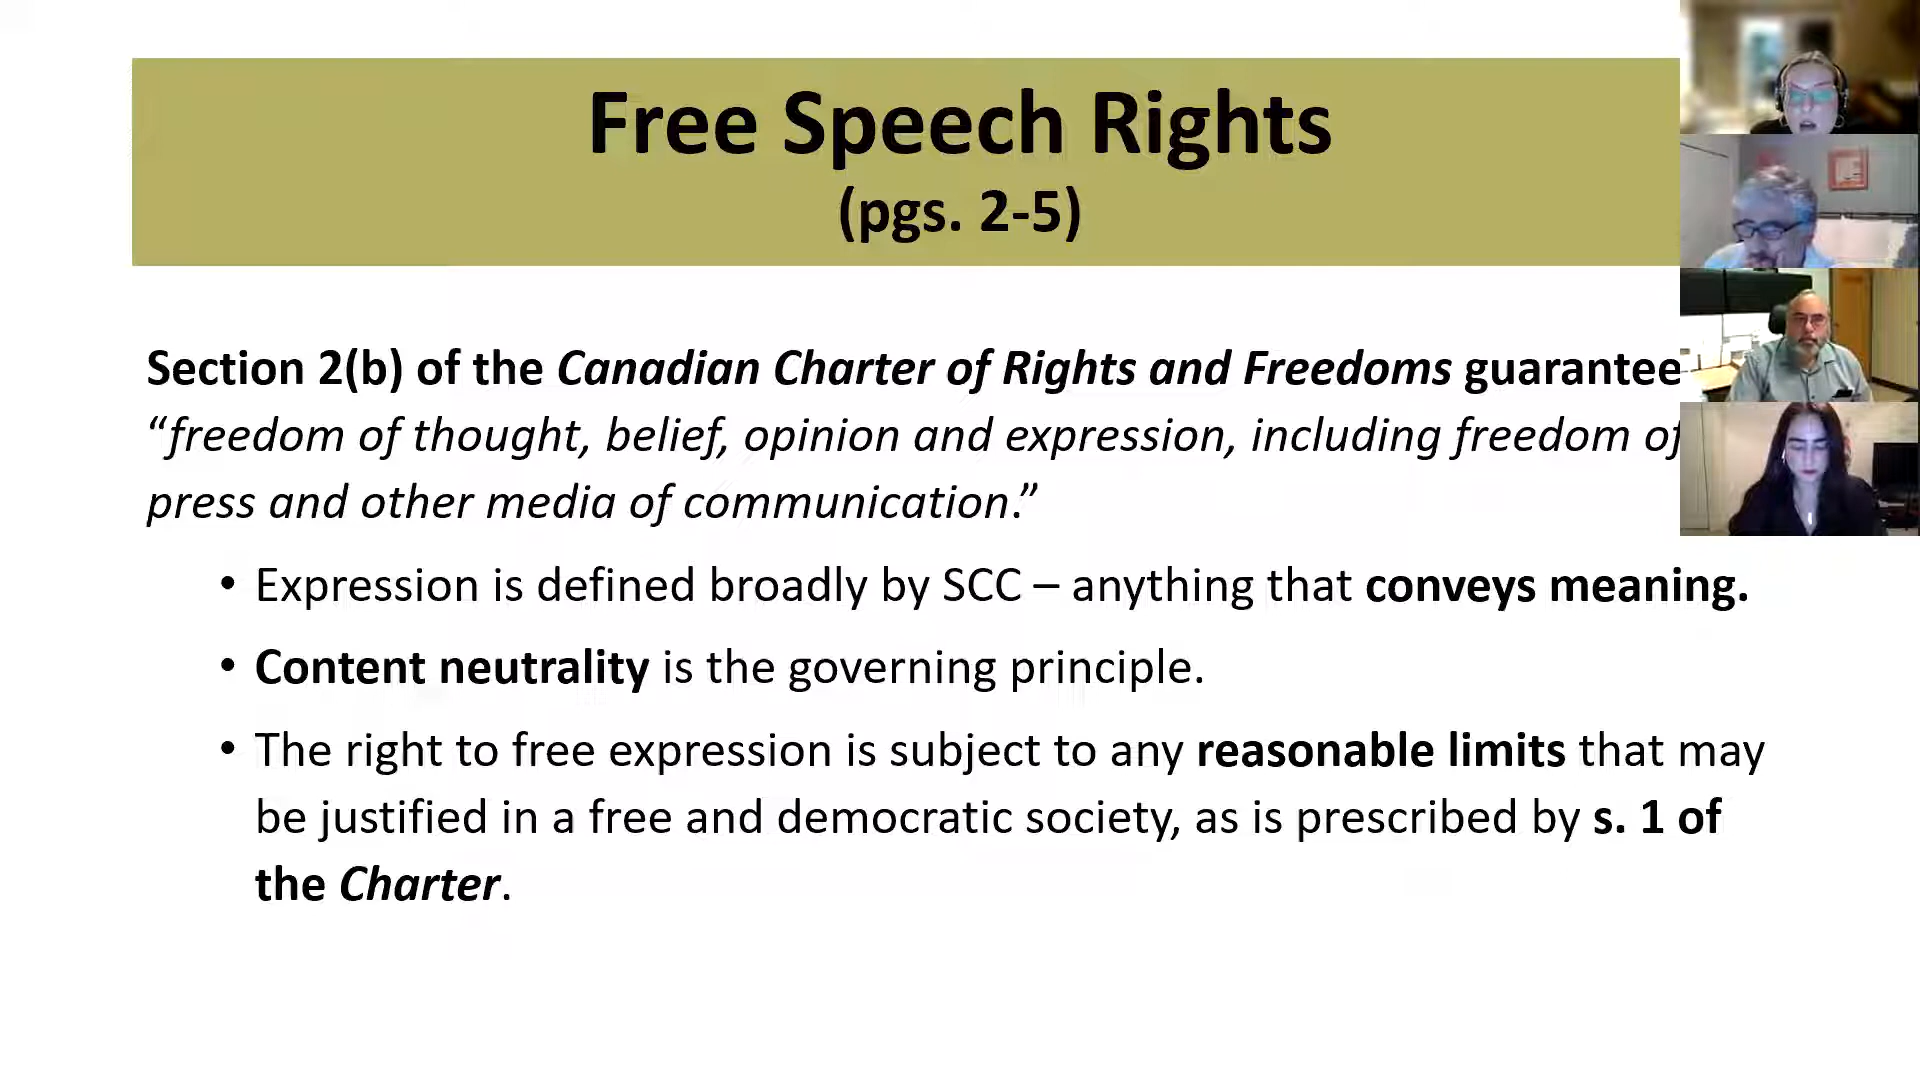 Free Speech Rights
(pgs. 2-5)
Section 2(b) of the Canadian Charter of Rights and Freedoms guarantee
“freedom of thought, belief, opinion and expression, including freedom of
press and other media of communication.”
• Expression is defined broadly by SCC – anything that conveys meaning.
• Content neutrality is the governing principle.
• The right to free expression is subject to any reasonable limits that may
be justified in a free and democratic society, as is prescribed by s. 1 of
the Charter.